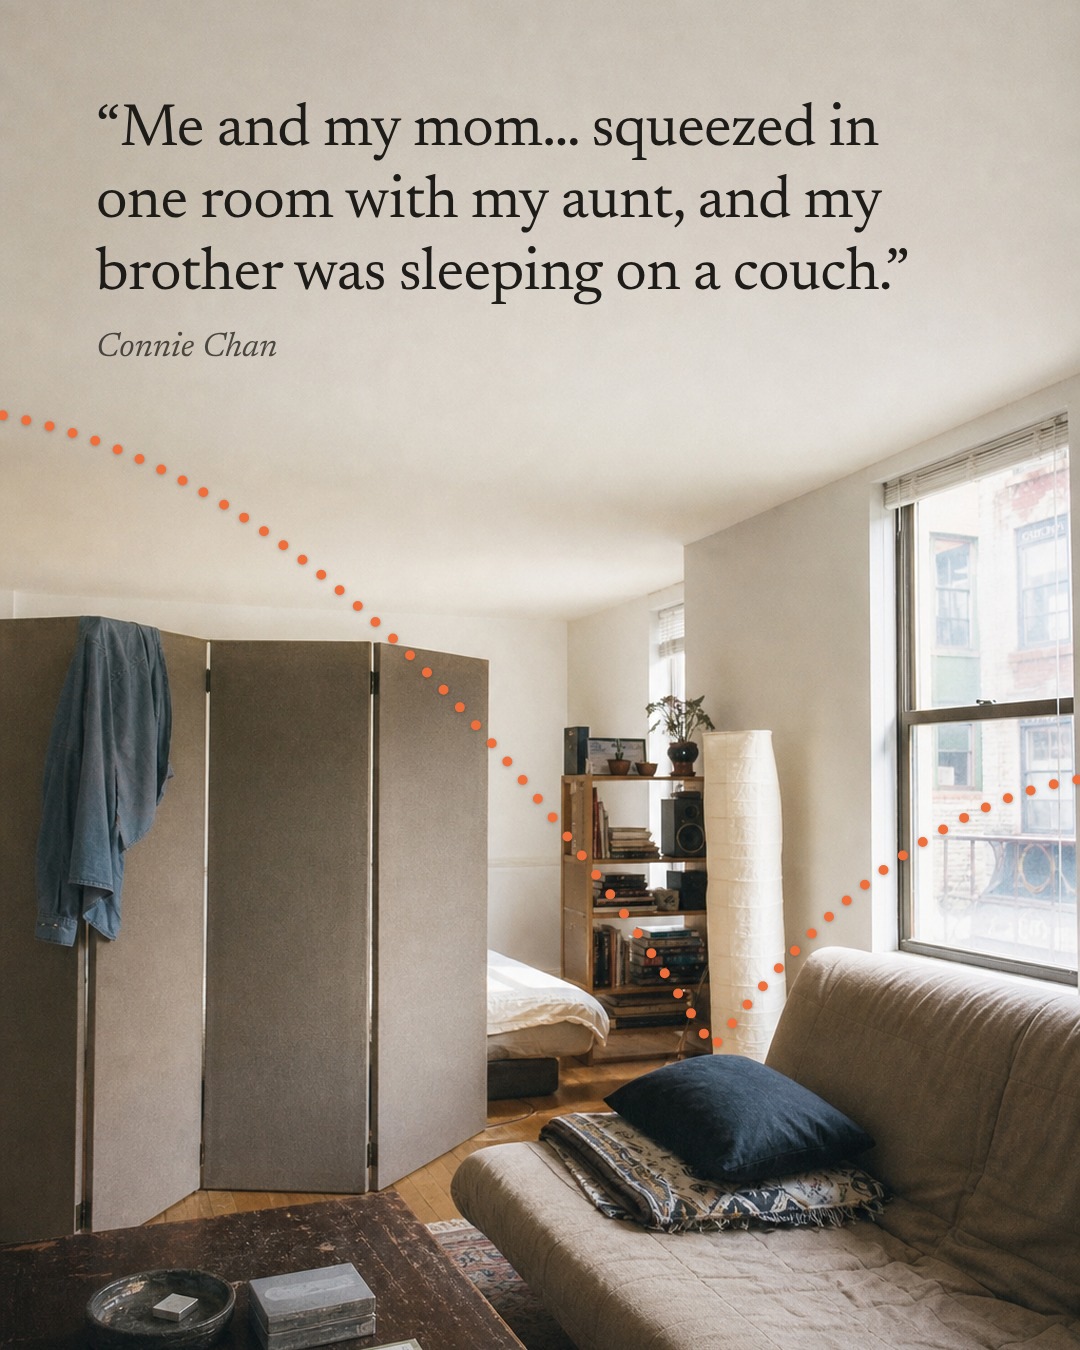 “Me and my mom... squeezed in
one room with my aunt, and my
brother was sleeping on a couch.”
Connie Chan